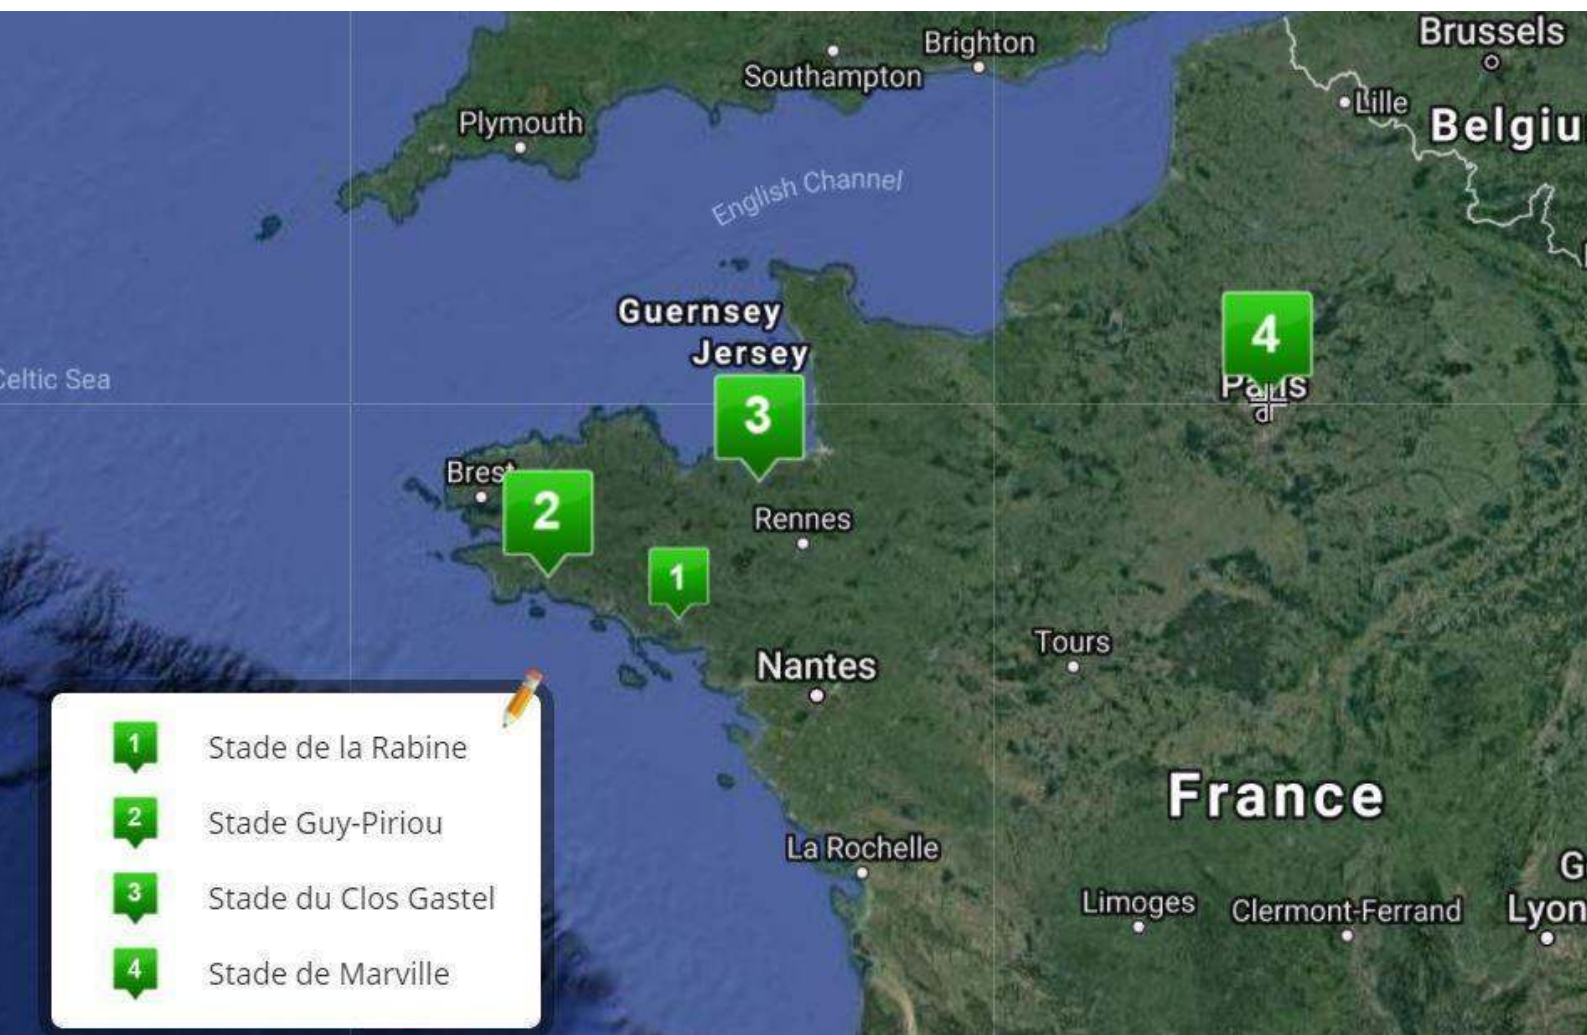 Brussels
Brighton
Southampton
Lille
Belgiu
Plymouth
English Channel
Guernsey
Jersey
4
Paris
Celtic Sea
3
Brest
2
Rennes
1
Tours
Nantes
France
La Rochelle
G
Limoges
Clermont-Ferrand
Lyon
1 Stade de la Rabine
2 Stade Guy-Piriou
3 Stade du Clos Gastel
4 Stade de Marville